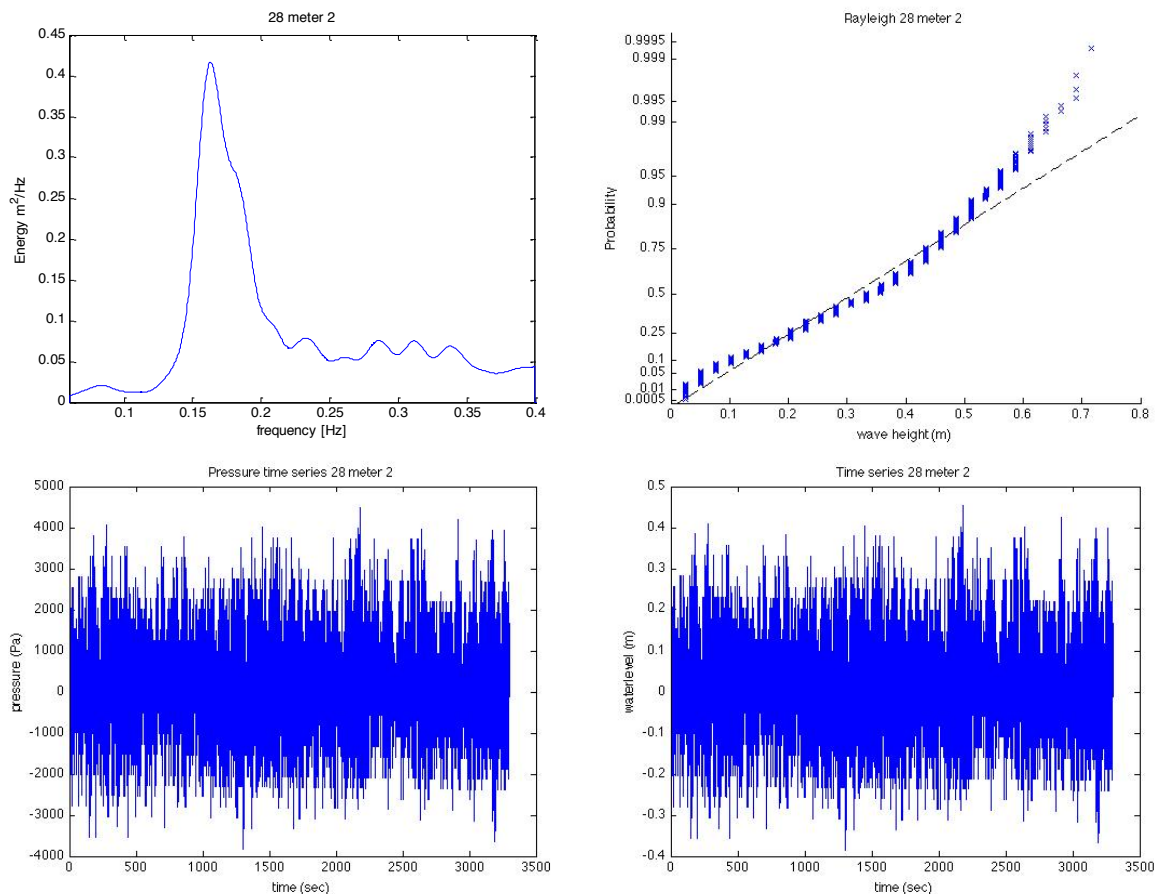 28 meter 2
0.45
0.4
0.35
0.3
0.25
0.2
0.15
0.1
0.05
0
Energy m²/Hz
0.1 0.15 0.2 0.25 0.3 0.35 0.4
frequency [Hz]
Rayleigh 28 meter 2
0.9995
0.999
0.995
0.99
0.95
0.9
0.75
0.5
0.25
0.1
0.05
0.01
0.0005
Probability
0 0.1 0.2 0.3 0.4 0.5 0.6 0.7 0.8
wave height (m)
Pressure time series 28 meter 2
5000
4000
3000
2000
1000
0
-1000
-2000
-3000
-4000
pressure (Pa)
0 500 1000 1500 2000 2500 3000 3500
time (sec)
Time series 28 meter 2
0.5
0.4
0.3
0.2
0.1
0
-0.1
-0.2
-0.3
-0.4
waterlevel (m)
0 500 1000 1500 2000 2500 3000 3500
time (sec)